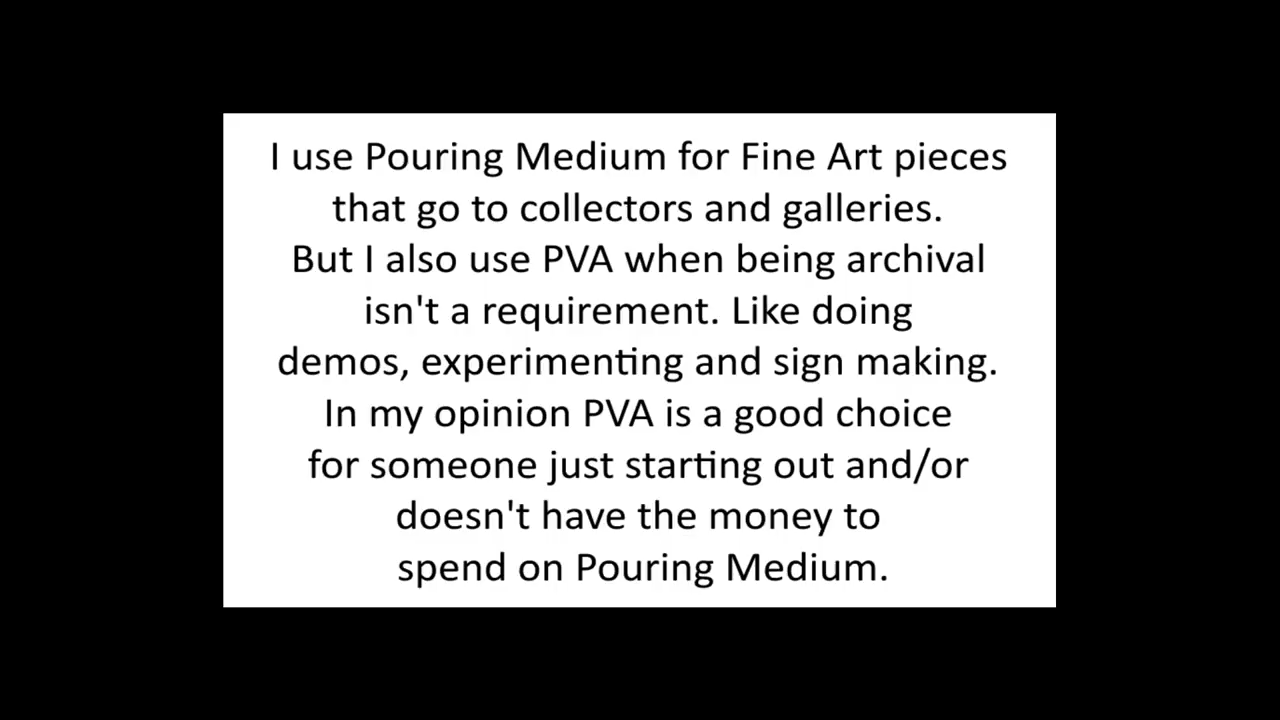 I use Pouring Medium for Fine Art pieces
that go to collectors and galleries.
But I also use PVA when being archival
isn't a requirement. Like doing
demos, experimenting and sign making.
In my opinion PVA is a good choice
for someone just starting out and/or
doesn't have the money to
spend on Pouring Medium.